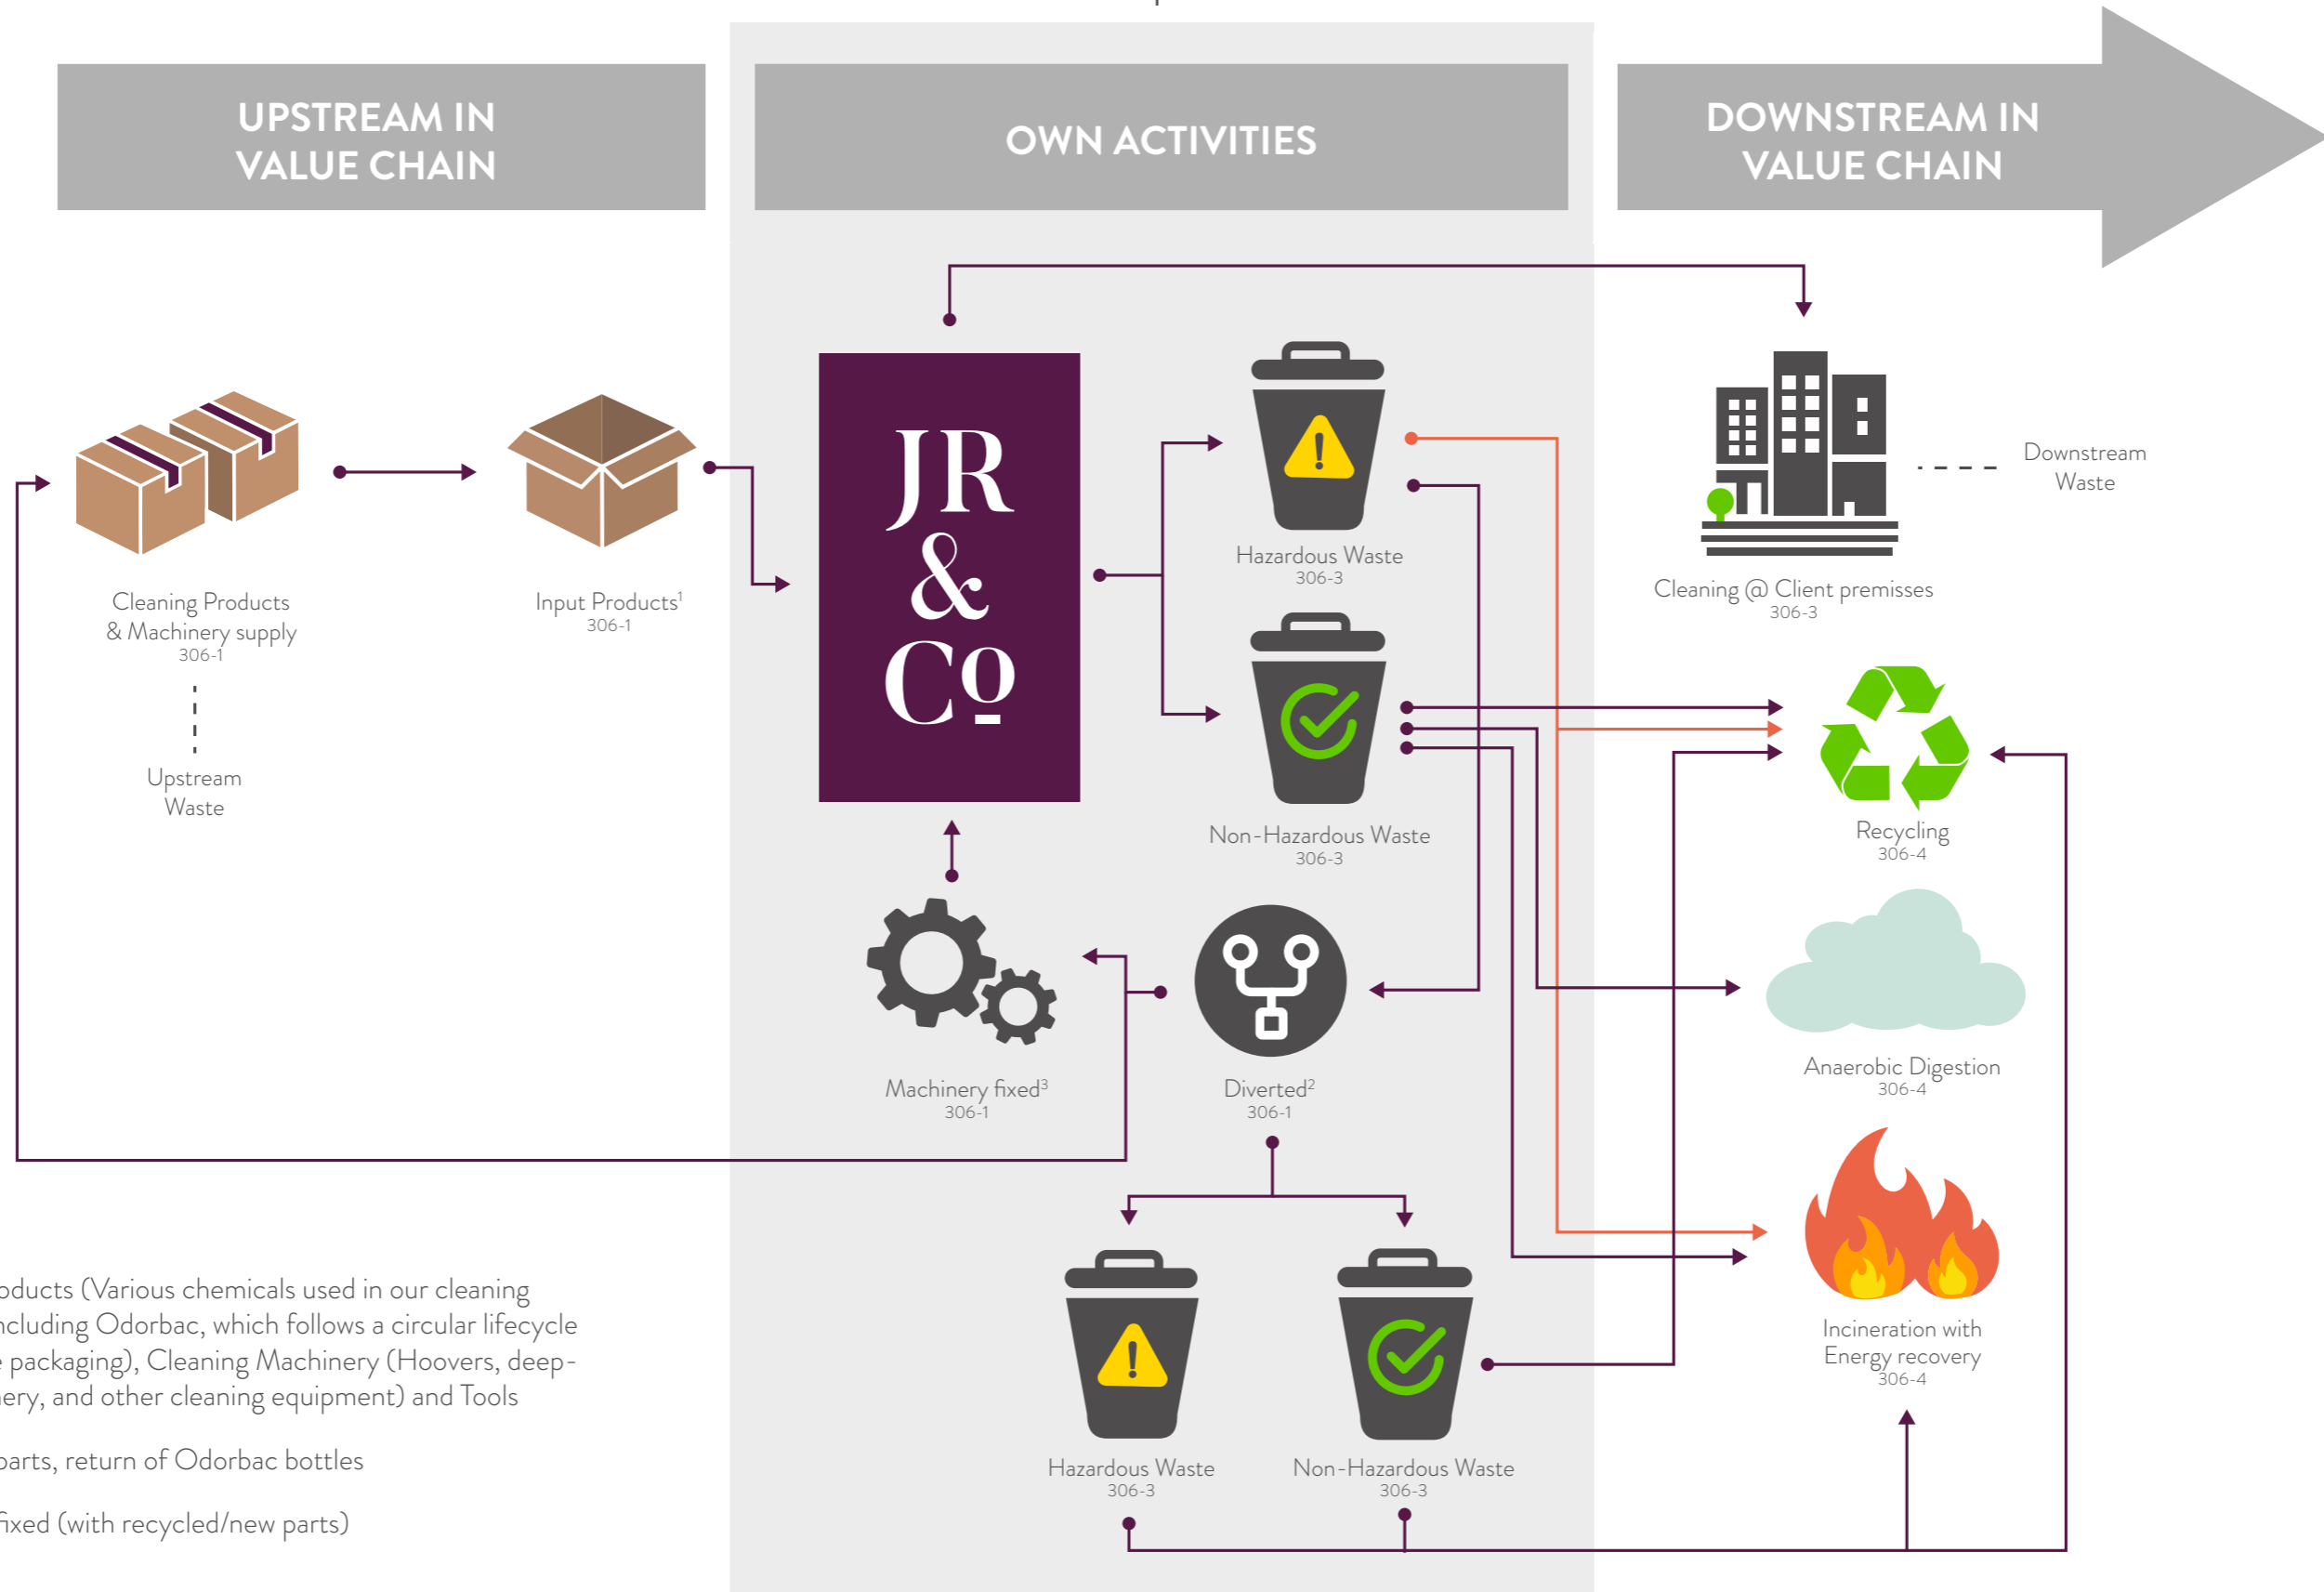 UPSTREAM IN
VALUE CHAIN
OWN ACTIVITIES
DOWNSTREAM IN
VALUE CHAIN
JR
&
Co
Cleaning Products
& Machinery supply
306-1
Upstream
Waste
Input Products¹
306-1
Hazardous Waste
306-3
Non-Hazardous Waste
306-3
Machinery fixed³
306-1
Diverted²
306-1
Hazardous Waste
306-3
Non-Hazardous Waste
306-3
Cleaning @ Client premisses
306-3
Downstream
Waste
Recycling
306-4
Anaerobic Digestion
306-4
Incineration with
Energy recovery
306-4
(Various chemicals used in our cleaning
including Odorbac, which follows a circular lifecycle
packaging), Cleaning Machinery (Hoovers, deep-
and other cleaning equipment) and Tools
parts, return of Odorbac bottles
fixed (with recycled/new parts)